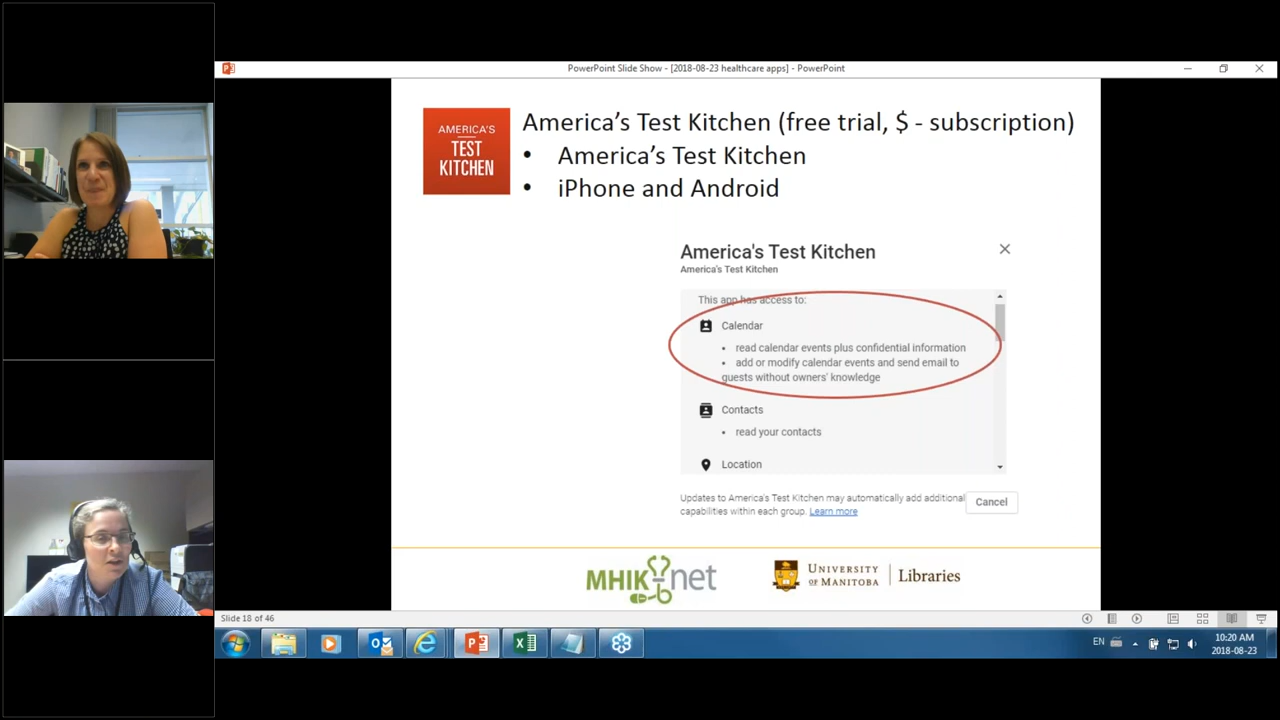 PowerPoint Slide Show - [2018-08-23 healthcare apps] - PowerPoint
AMERICA'S
TEST
KITCHEN
America's Test Kitchen (free trial, $ - subscription)
• America's Test Kitchen
• iPhone and Android
America's Test Kitchen
America's Test Kitchen
This app has access to:
Calendar
• read calendar events plus confidential information
• add or modify calendar events and send email to
guests without owners' knowledge
Contacts
• read your contacts
Location
Updates to America's Test Kitchen may automatically add additional
capabilities within each group. Learn more
Cancel
MHIKnet
UNIVERSITY
OF MANITOBA
Libraries
Slide 18 of 46
EN
10:20 AM
2018-08-23